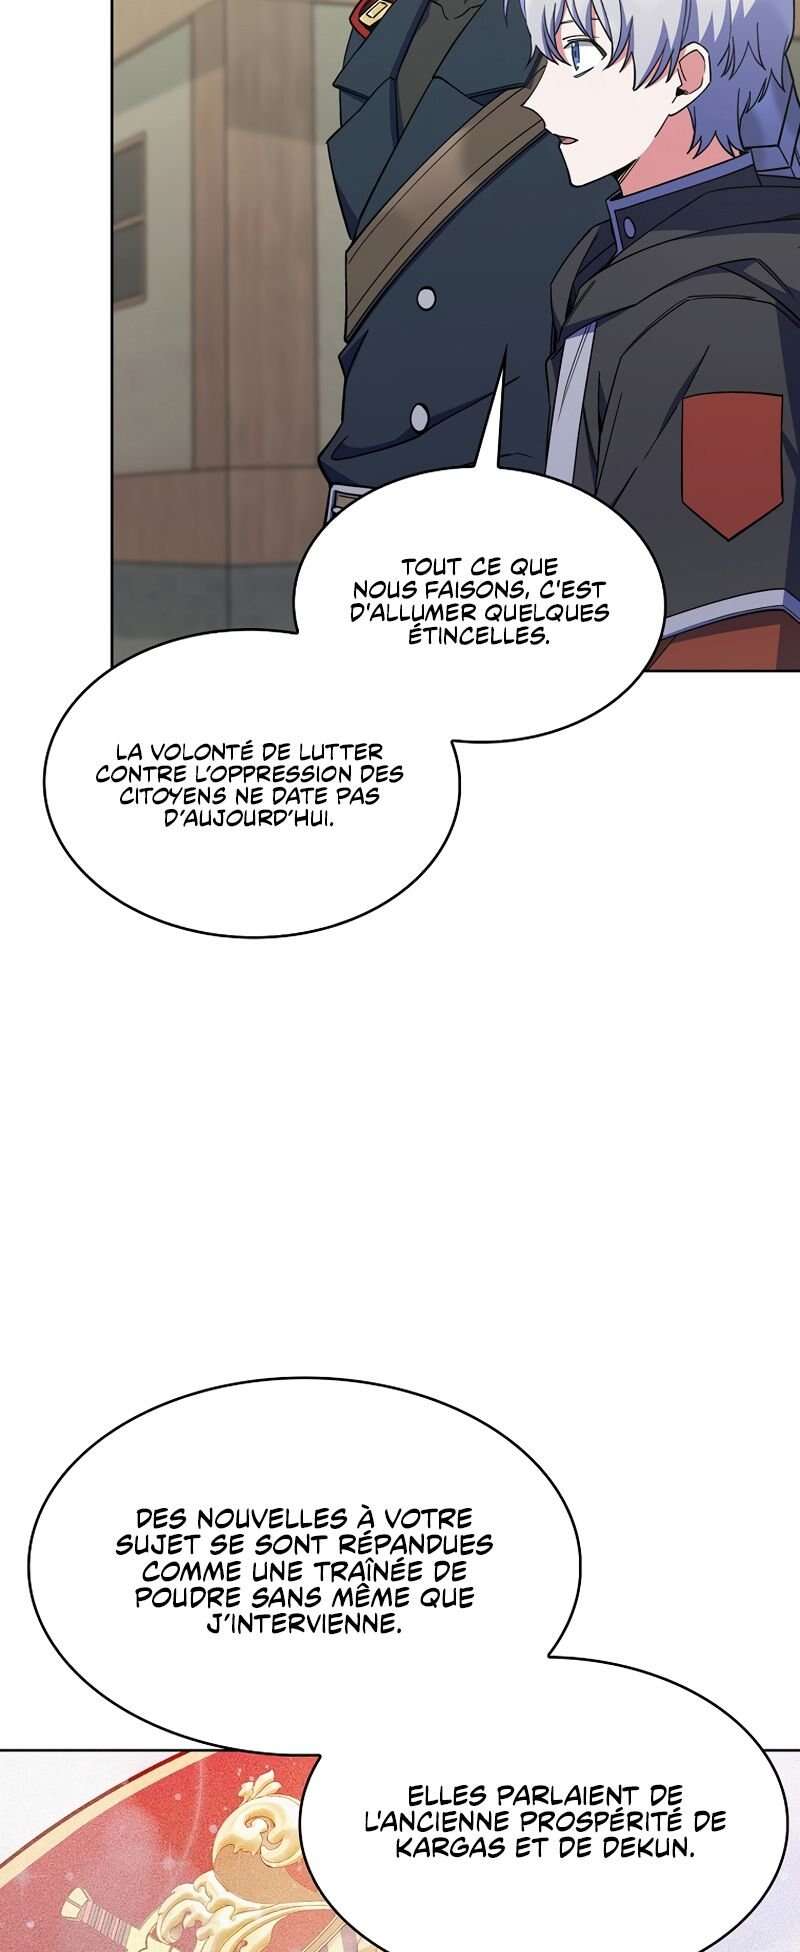 TOUT CE QUE
NOUS FAISONS, C'EST
D'ALLUMER QUELQUES
ÉTINCELLES.
LA VOLONTÉ DE LUTTER
CONTRE L'OPPRESSION DES
CITOYENS NE DATE PAS
D'AUJOURD'HUI.
DES NOUVELLES À VOTRE
SUJET SE SONT RÉPANDUES
COMME UNE TRAÎNÉE DE
POUDRE SANS MÊME QUE
J'INTERVIENNE.
ELLES PARLAIENT DE
L'ANCIENNE PROSPÉRITÉ DE
KARGAS ET DE DEKUN.